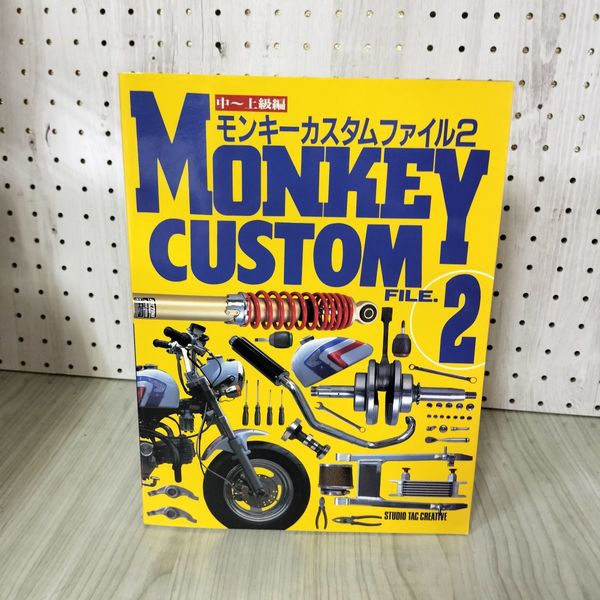 中〜上級編
モンキーカスタムファイル2
MONKEY
CUSTOM
FILE.
2
STUDIO TAC CREATIVE